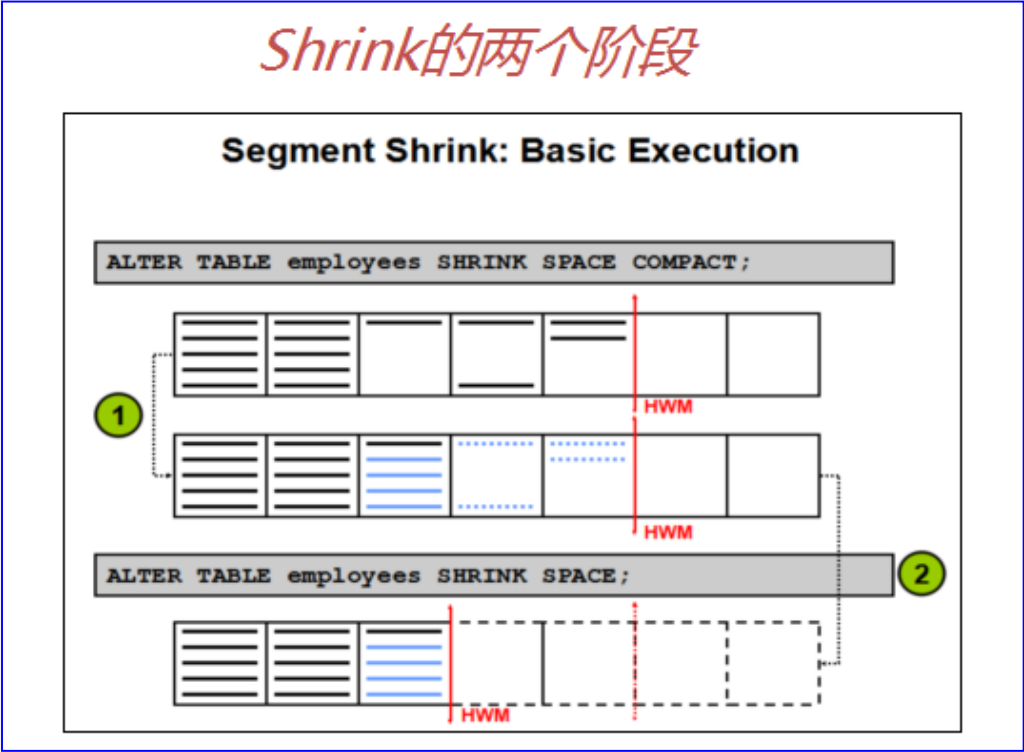 Shrink的两个阶段
Segment Shrink: Basic Execution
ALTER TABLE employees SHRINK SPACE COMPACT;
HWM
1
HWM
ALTER TABLE employees SHRINK SPACE;
2
HWM